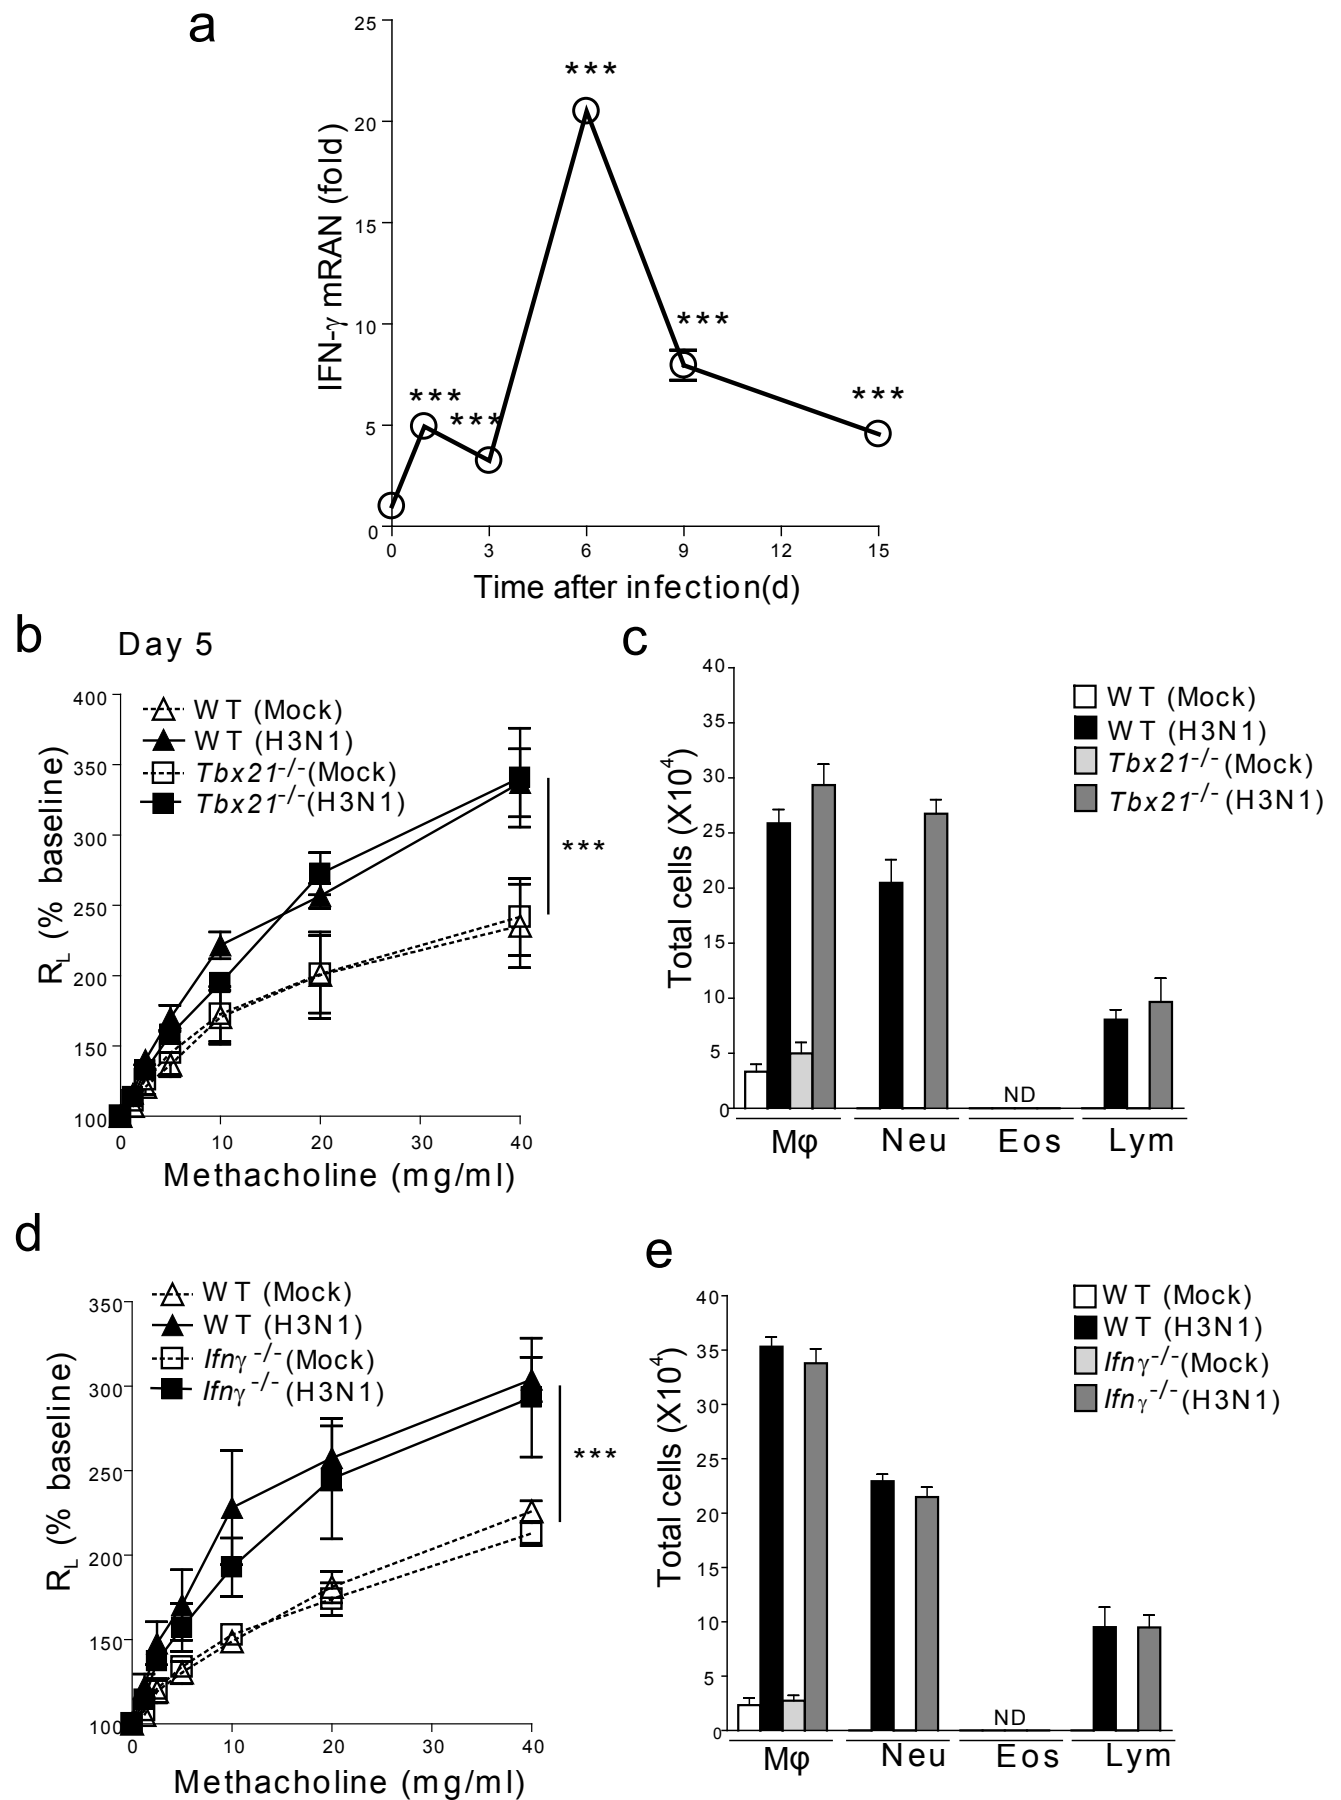 a
25
20
15
10
5
0
IFN-γ mRAN (fold)
***
***
***
***
***
0 3 6 9 12 15
Time after infection(d)
b
Day 5
400
350
300
250
200
150
100
R_L (% baseline)
WT (Mock)
WT (H3N1)
Tbx21-/-(Mock)
Tbx21-/-(H3N1)
***
0 10 20 30 40
Methacholine (mg/ml)
c
40
35
30
25
20
15
10
5
0
Total cells (X10^4)
WT (Mock)
WT (H3N1)
Tbx21-/-(Mock)
Tbx21-/-(H3N1)
ND
Mφ Neu Eos Lym
d
350
300
250
200
150
100
R_L (% baseline)
WT (Mock)
WT (H3N1)
Ifnγ-/-(Mock)
Ifnγ-/-(H3N1)
***
0 10 20 30 40
Methacholine (mg/ml)
e
40
35
30
25
20
15
10
5
0
Total cells (X10^4)
WT (Mock)
WT (H3N1)
Ifnγ-/-(Mock)
Ifnγ-/-(H3N1)
ND
Mφ Neu Eos Lym